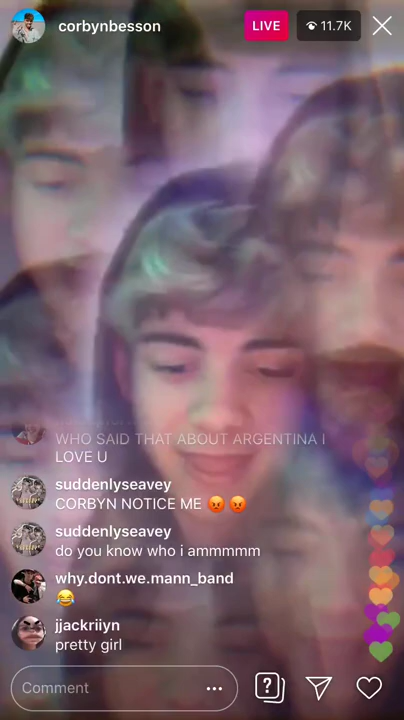 corbynbesson
LIVE
11.7K
WHO SAID THAT ABOUT ARGENTINA I
LOVE U
suddenlyseavey
CORBYN NOTICE ME 😡 😡
suddenlyseavey
do you know who i ammmmm
why.dont.we.mann_band
😂
jjackriiyn
pretty girl
Comment